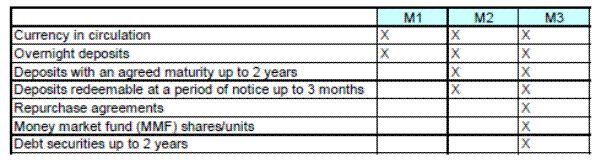 M1 M2 M3
Currency in circulation X X X
Overnight deposits X X X
Deposits with an agreed maturity up to 2 years X X
Deposits redeemable at a period of notice up to 3 months X X
Repurchase agreements X
Money market fund (MMF) shares/units X
Debt securities up to 2 years X